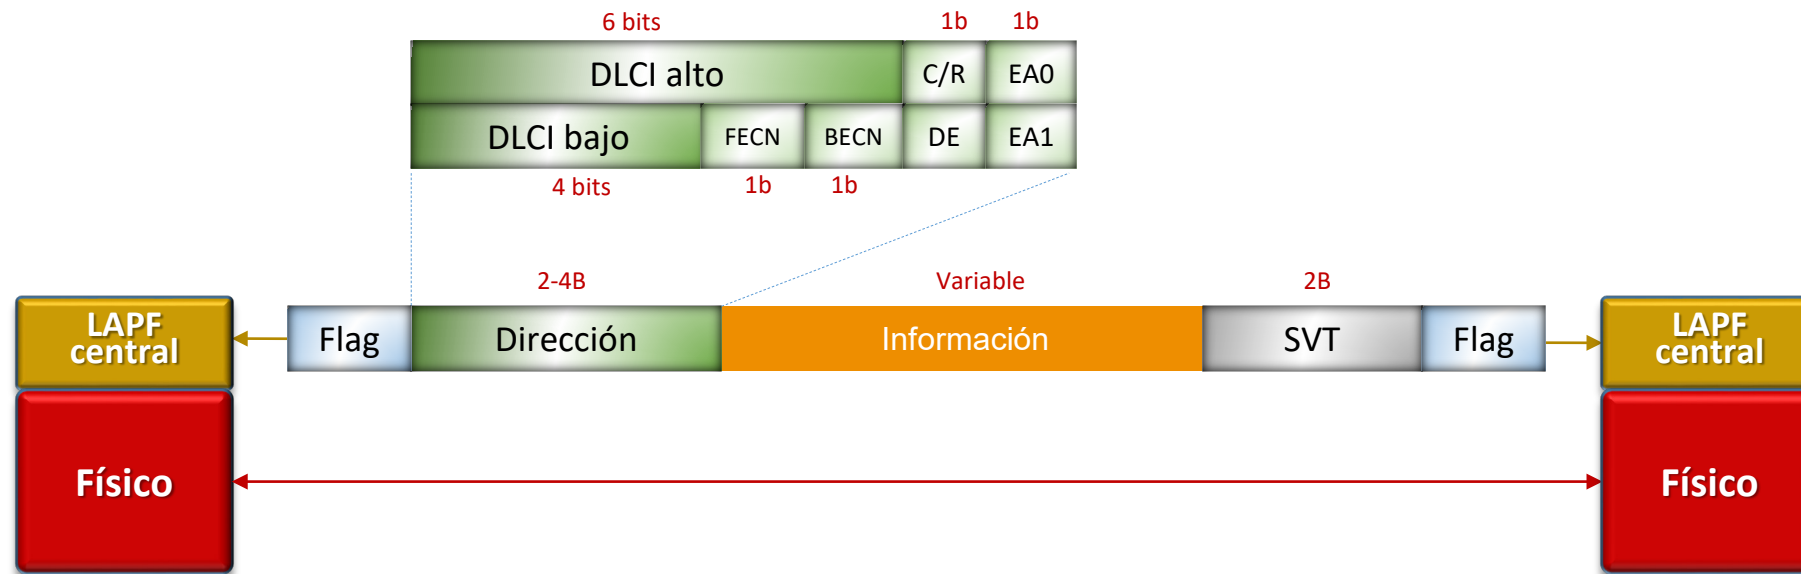 6 bits 1b 1b
DLCI alto C/R EA0
DLCI bajo FECN BECN DE EA1
4 bits 1b 1b
2-4B Variable 2B
LAPF
central
Flag Dirección Información SVT Flag
LAPF
central
Físico Físico